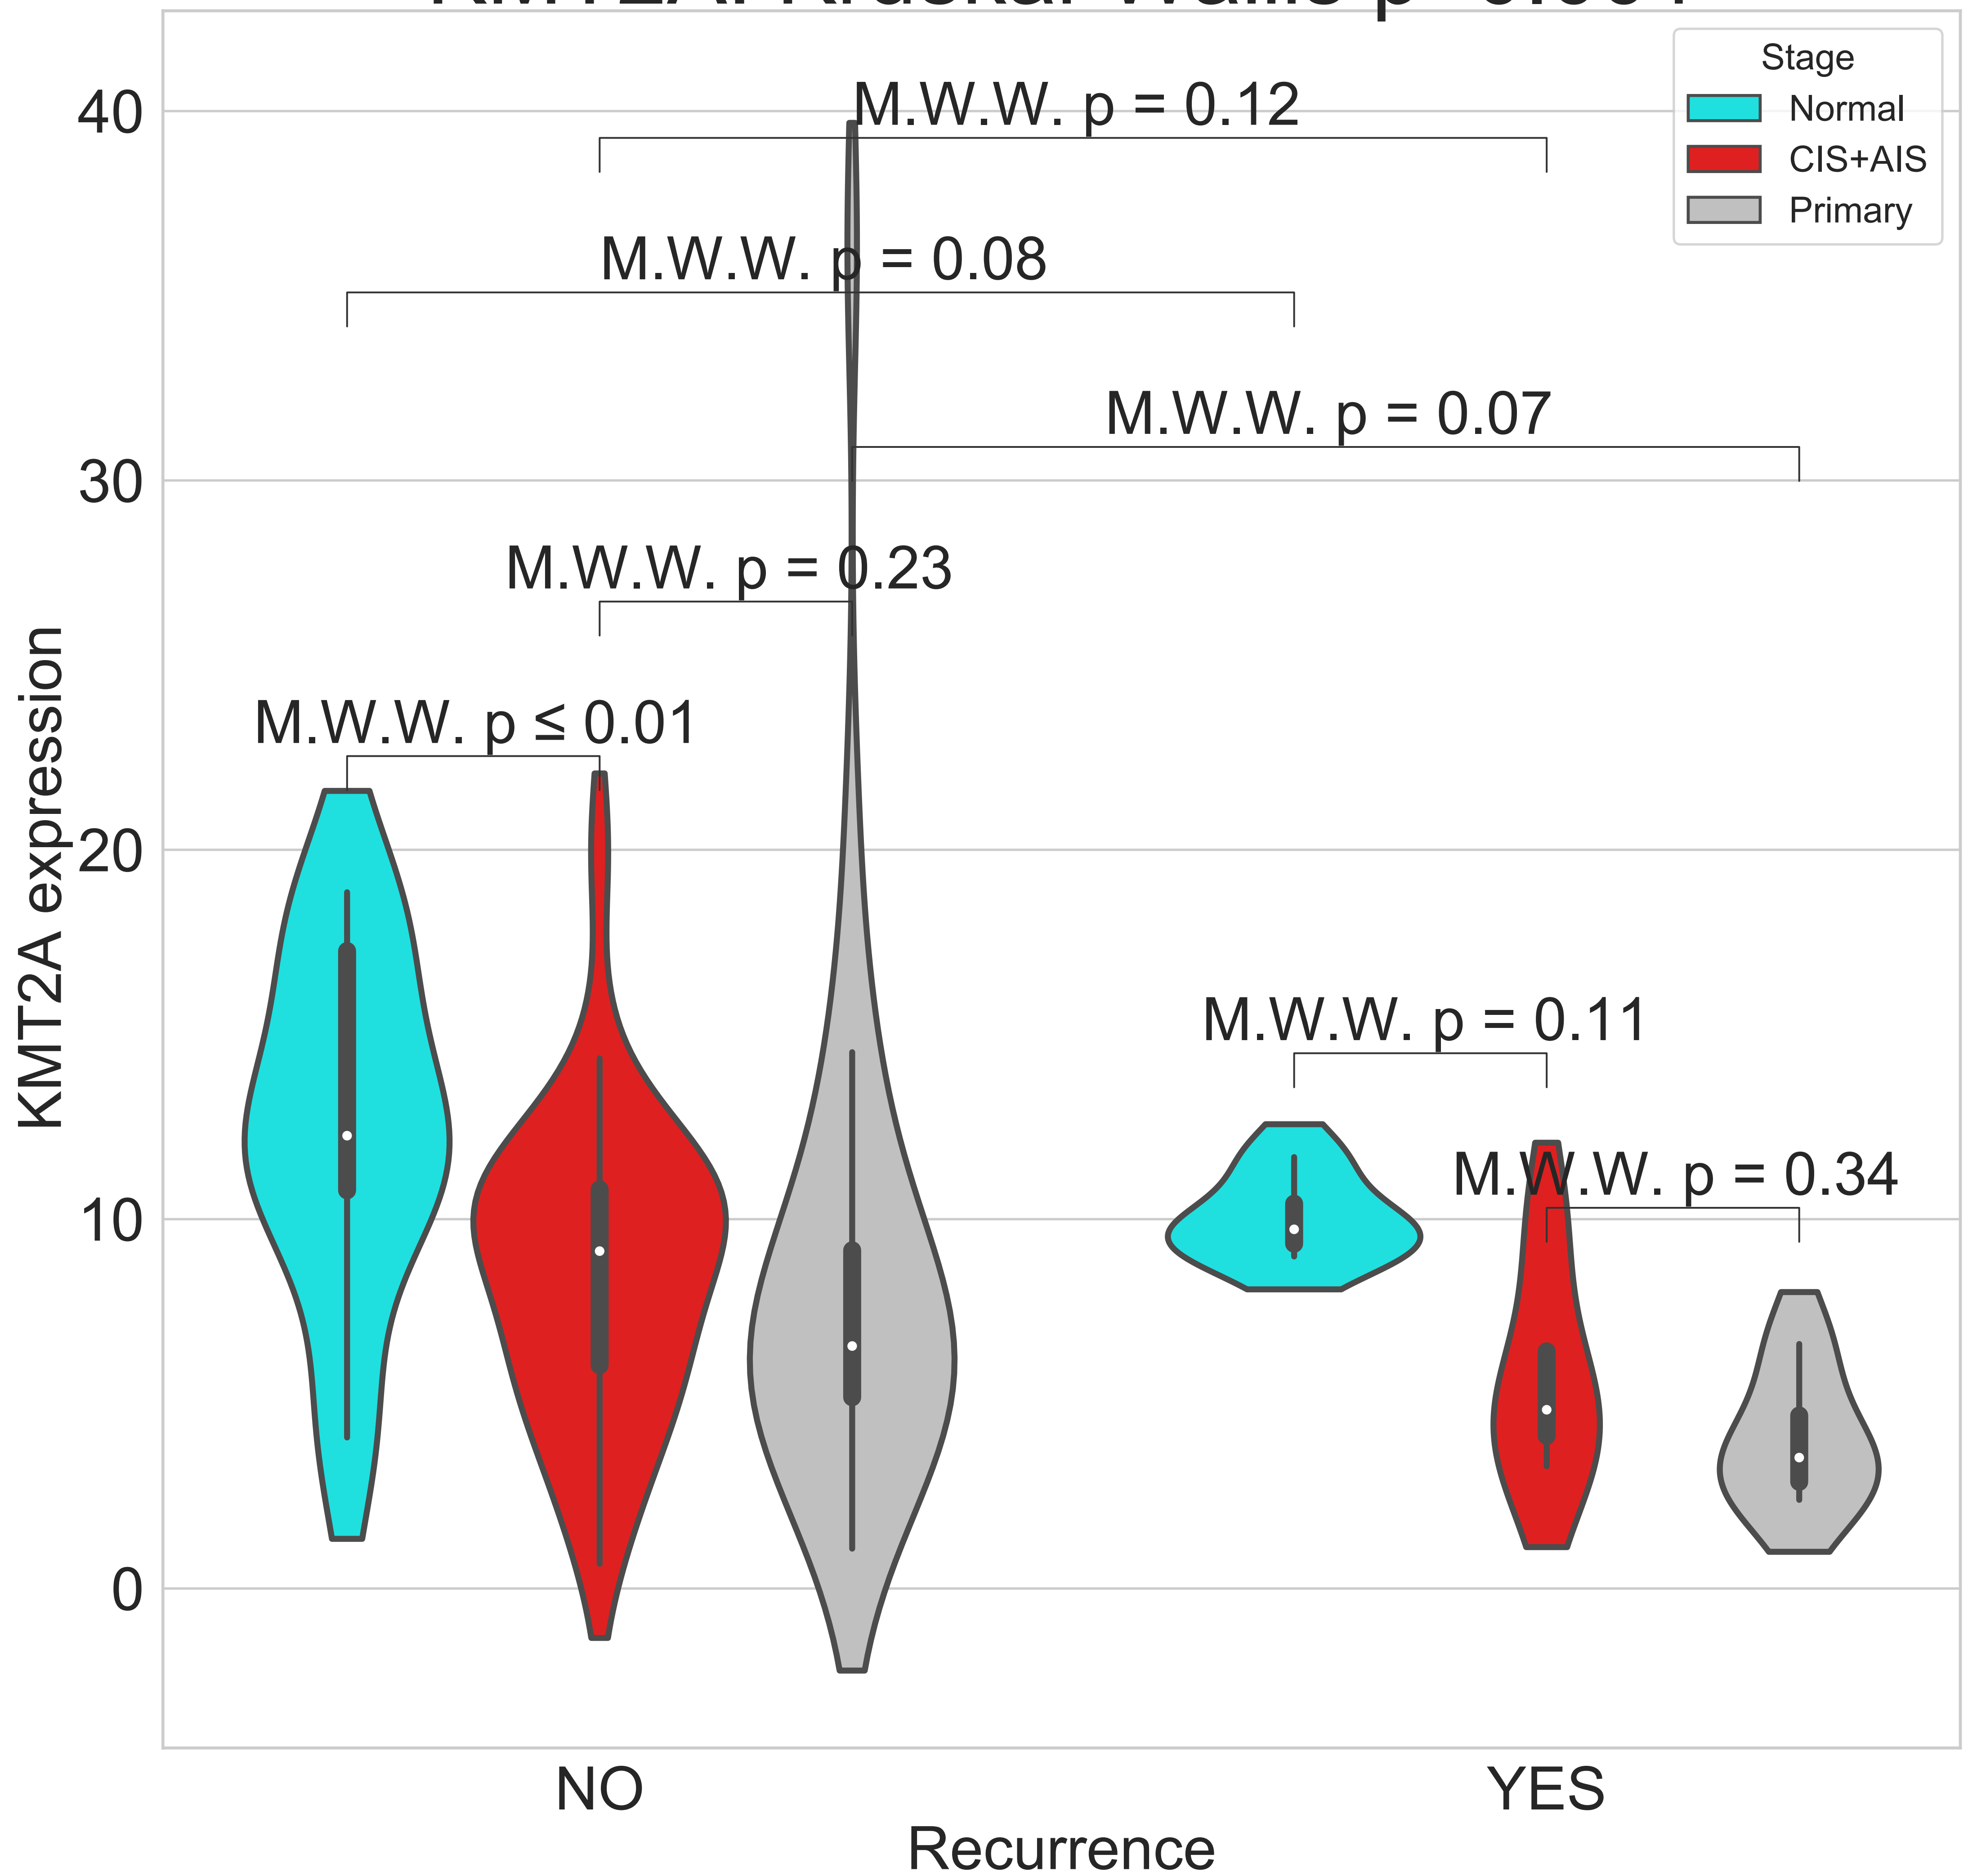 Stage
Normal
CIS+AIS
Primary
M.W.W. p = 0.12
M.W.W. p = 0.08
M.W.W. p = 0.07
M.W.W. p = 0.23
M.W.W. p ≤ 0.01
M.W.W. p = 0.11
M.W.W. p = 0.34
40
30
20
10
0
KMT2A expression
NO
YES
Recurrence